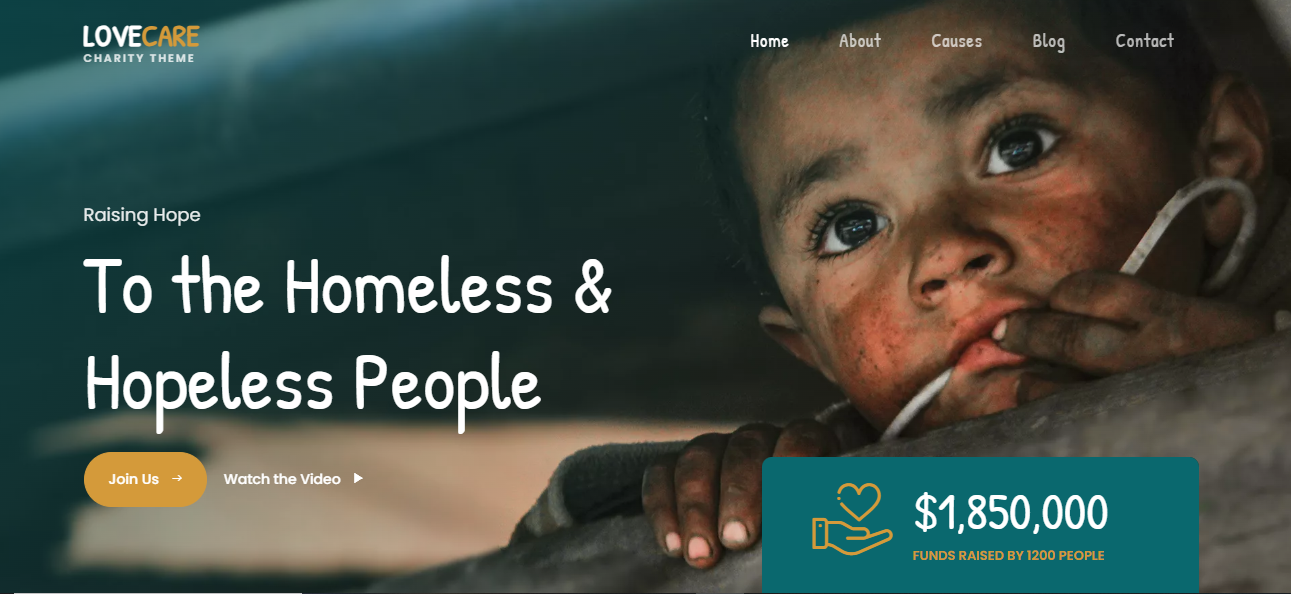 LOVECARE
CHARITY THEME
Home About Causes Blog Contact
Raising Hope
To the Homeless &
Hopeless People
Join Us → Watch the Video ▶
$1,850,000
FUNDS RAISED BY 1200 PEOPLE